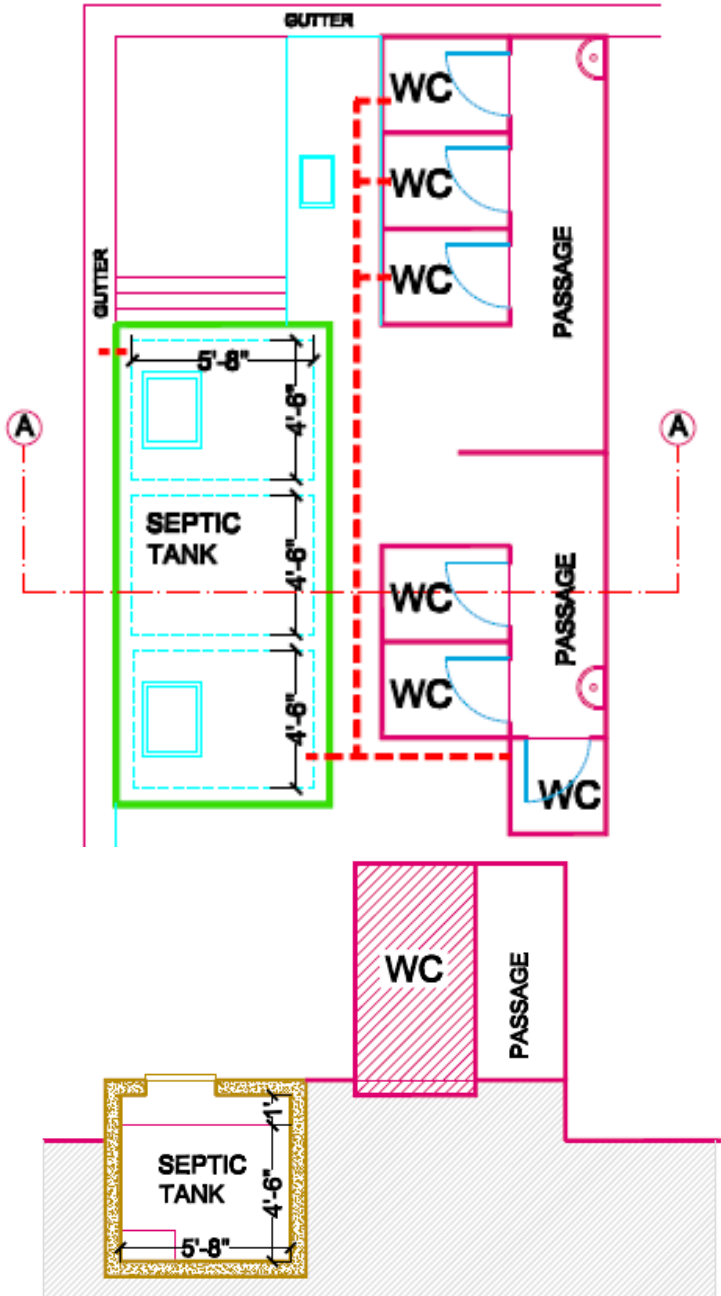 GUTTER
WC
WC
WC
PASSAGE
GUTTER
5'-8"
4'-6"
A
A
SEPTIC
TANK
4'-6"
WC
PASSAGE
WC
4'-6"
WC
WC
PASSAGE
1'
SEPTIC
TANK
4'-6"
5'-8"